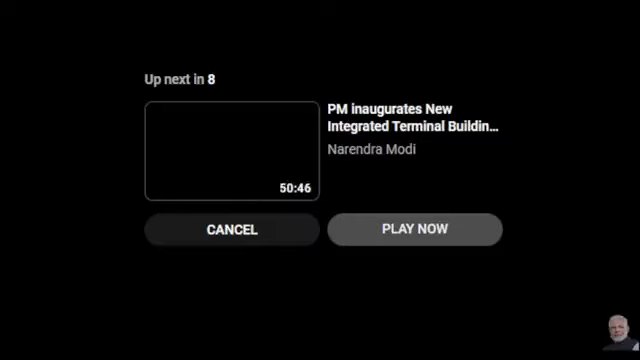 Up next in 8
PM inaugurates New
Integrated Terminal Buildin...
Narendra Modi
50:46
CANCEL
PLAY NOW